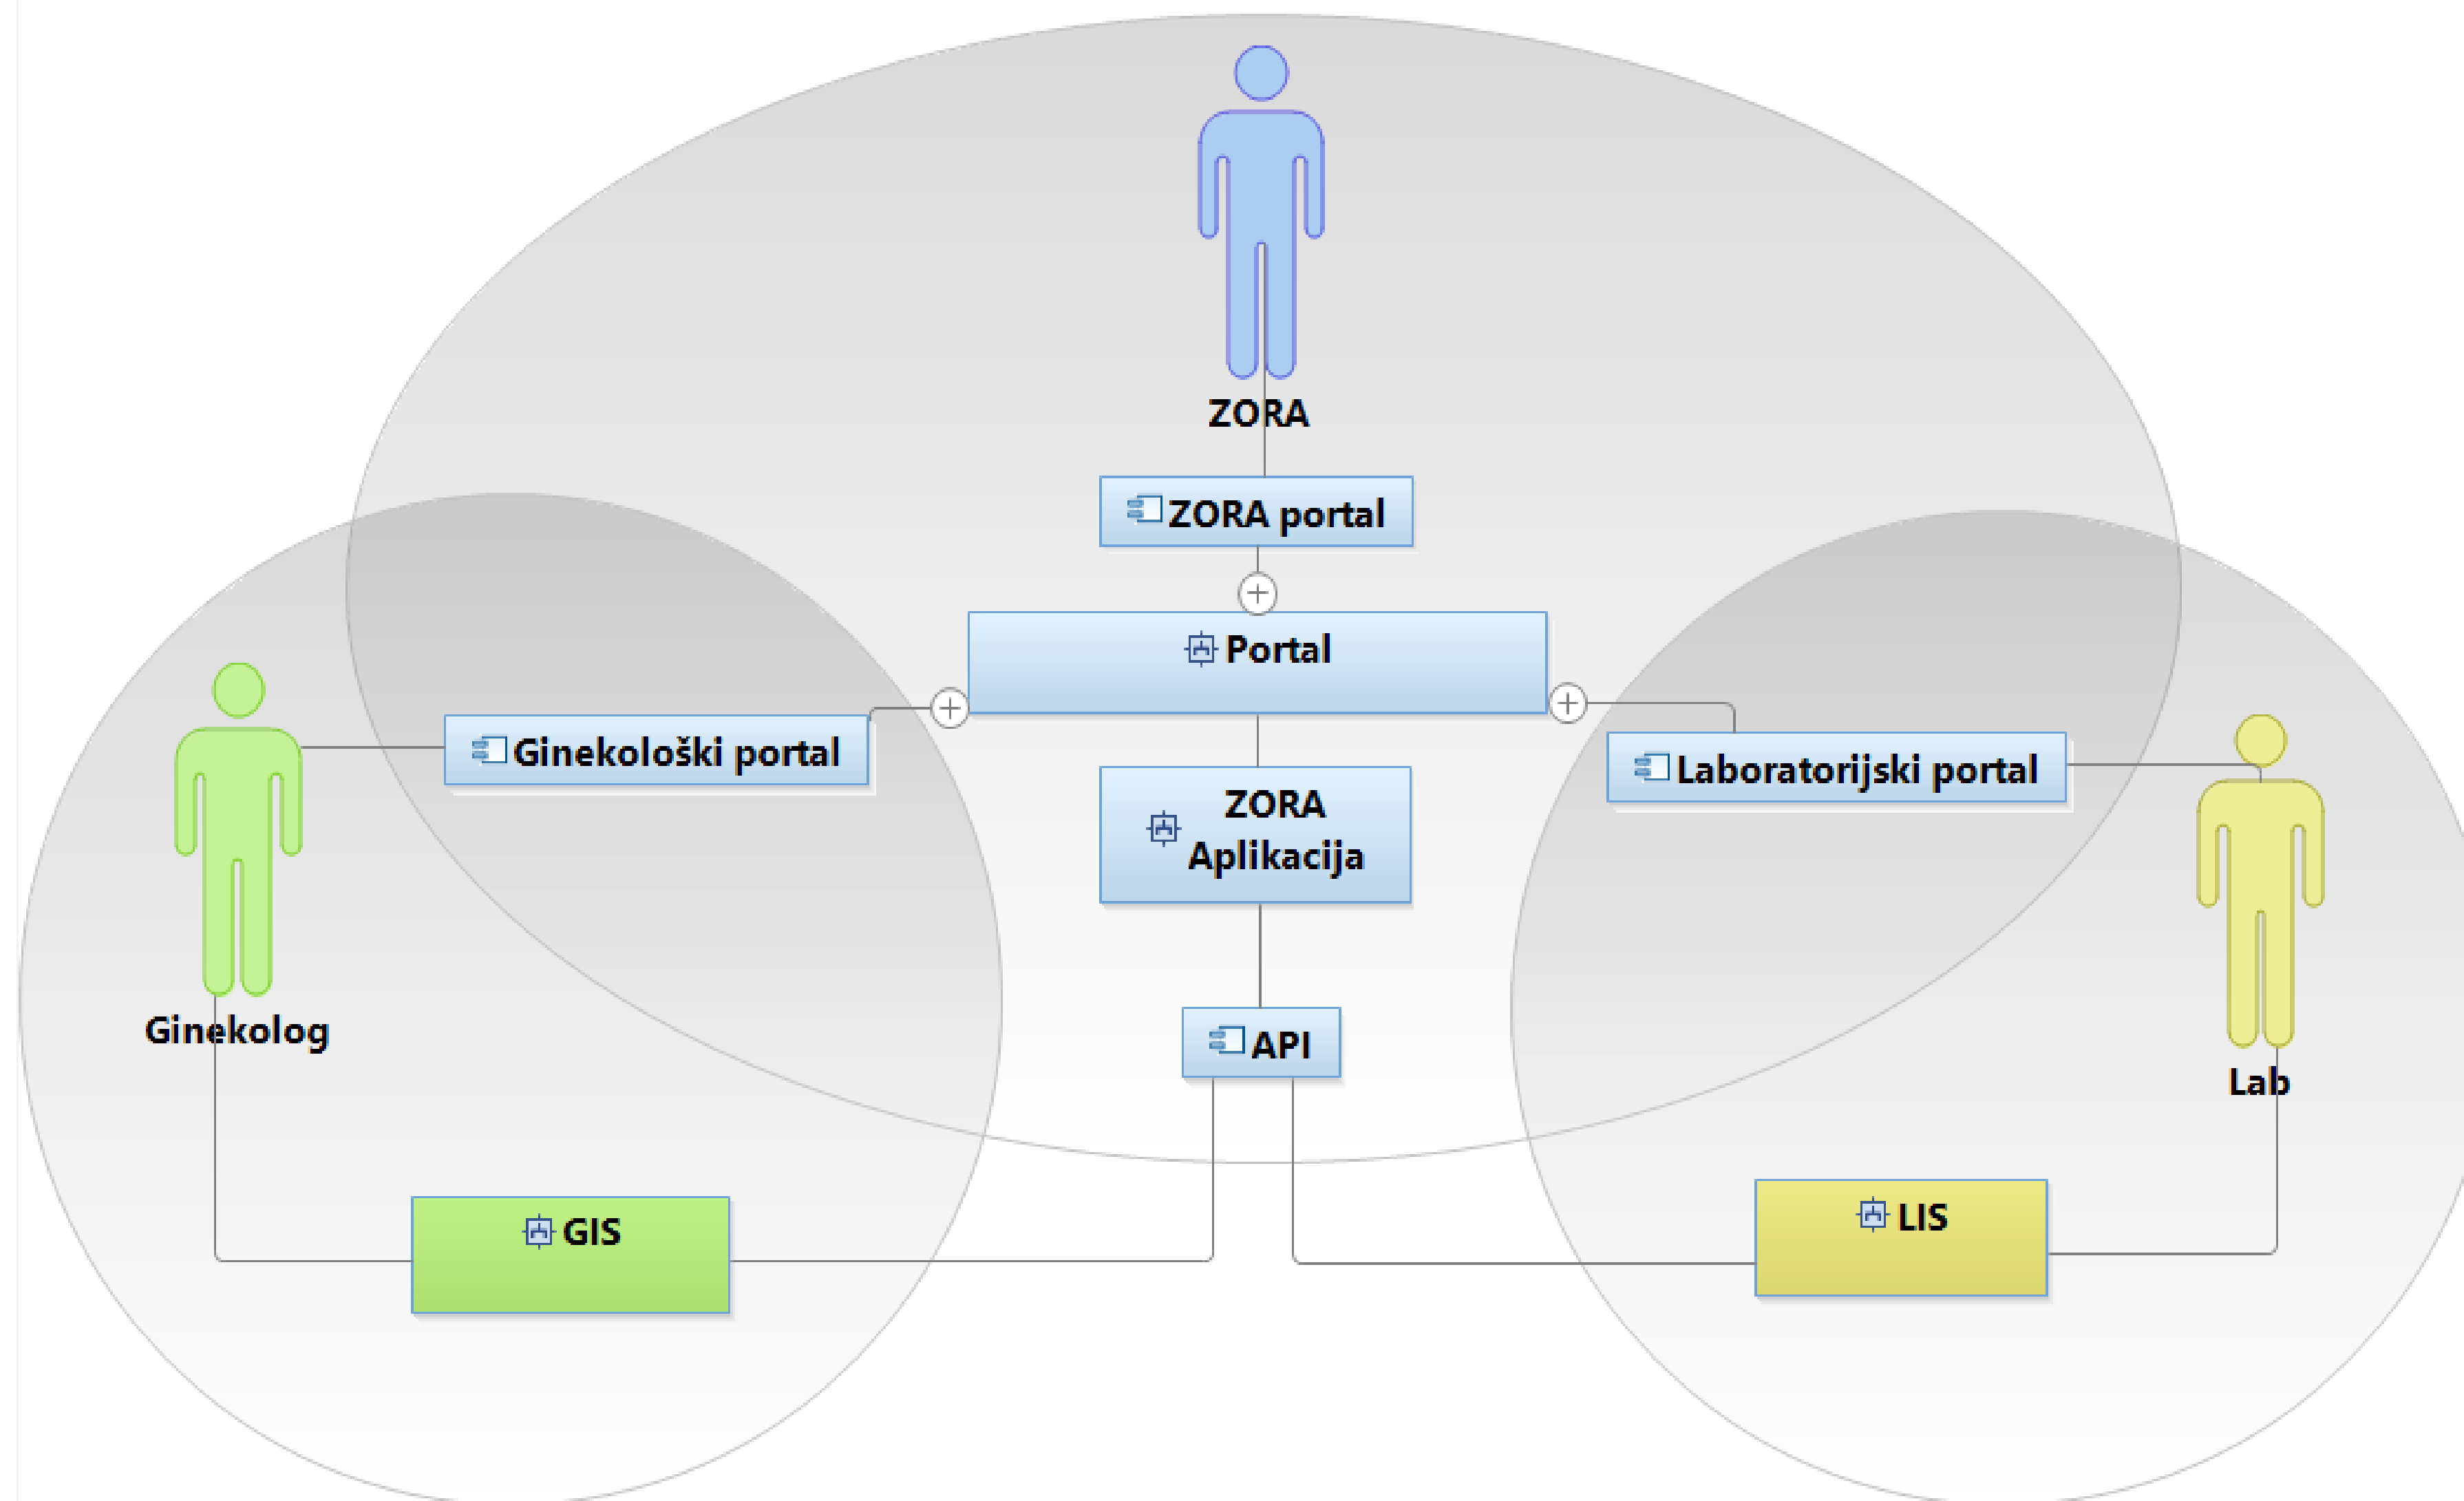 ZORA
ZORA portal
Portal
Ginekološki portal
Laboratorijski portal
ZORA
Aplikacija
Ginekolog
API
Lab
GIS
LIS